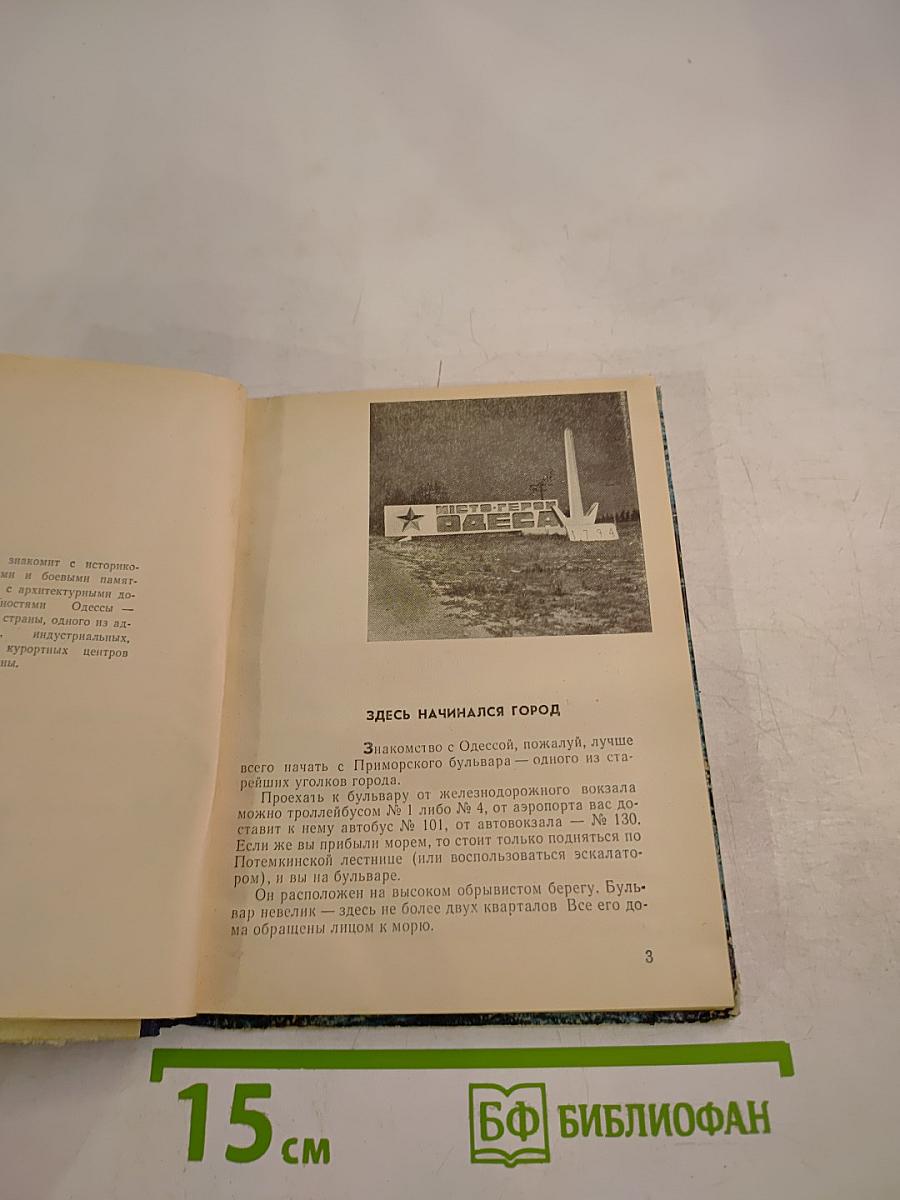 знакомит с историко-
ми и боевыми памят-
с архитектурными до-
ностями Одессы —
страны, одного из ад-
индустриальных,
курортных центров
ны.
МІСТО-ГЕРОЙ
ОДЕСА
1794
ЗДЕСЬ НАЧИНАЛСЯ ГОРОД
Знакомство с Одессой, пожалуй, лучше
всего начать с Приморского бульвара — одного из ста-
рейших уголков города.
Проехать к бульвару от железнодорожного вокзала
можно троллейбусом № 1 либо № 4, от аэропорта вас до-
ставит к нему автобус № 101, от автовокзала — № 130.
Если же вы прибыли морем, то стоит только подняться по
Потемкинской лестнице (или воспользоваться эскалато-
ром), и вы на бульваре.
Он расположен на высоком обрывистом берегу. Буль-
вар невелик — здесь не более двух кварталов Все его до-
ма обращены лицом к морю.
3
15 см
БФ БИБЛИОФАН